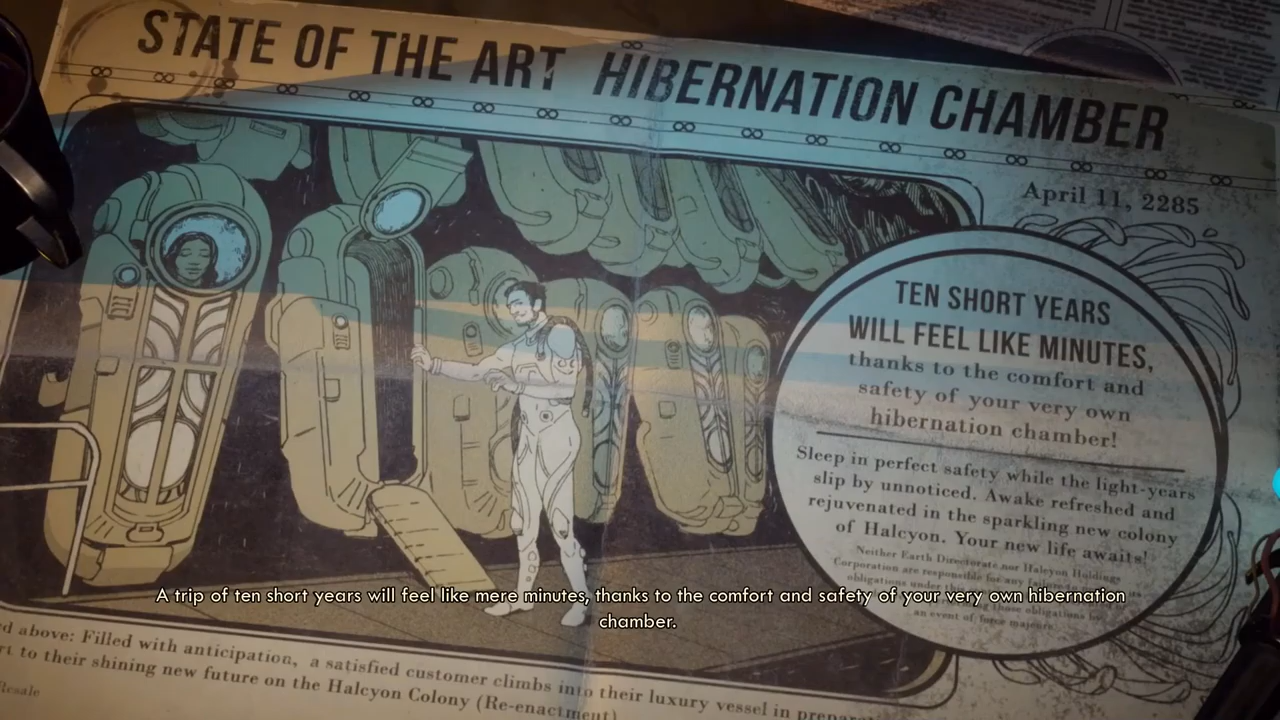 STATE OF THE ART HIBERNATION CHAMBER
April 11, 2285
TEN SHORT YEARS
WILL FEEL LIKE MINUTES,
thanks to the comfort and
safety of your very own
hibernation chamber!
Sleep in perfect safety while the light-years
slip by unnoticed. Awake refreshed and
rejuvenated in the sparkling new colony
of Halcyon. Your new life awaits!
Neither Earth Directorate nor Halcyon Holdings
Corporation are responsible for any
obligations under
those obligations by
an event of force majeure.
A trip of ten short years will feel like mere minutes, thanks to the comfort and safety of your very own hibernation
chamber.
above: Filled with anticipation, a satisfied customer climbs into their luxury vessel in
to their shining new future on the Halcyon Colony (Re-enactment)
Resale